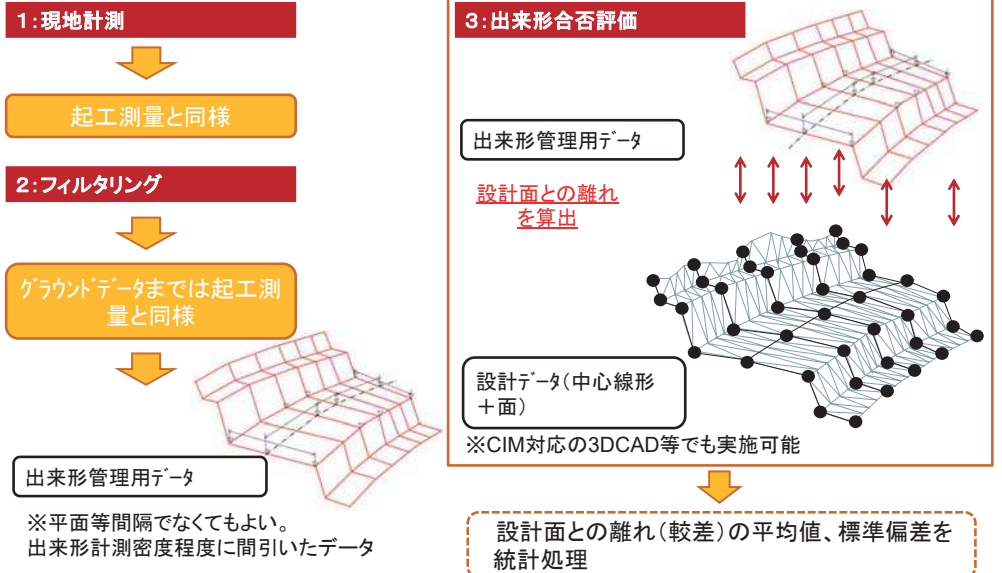 1:現地計測
起工測量と同様
2:フィルタリング
グラウンドデータまでは起工測
量と同様
出来形管理用データ
※平面等間隔でなくてもよい。
出来形計測密度程度に間引いたデータ
3:出来形合否評価
出来形管理用データ
設計面との離れ
を算出
設計データ(中心線形
+面)
※CIM対応の3DCAD等でも実施可能
設計面との離れ(較差)の平均値、標準偏差を
統計処理